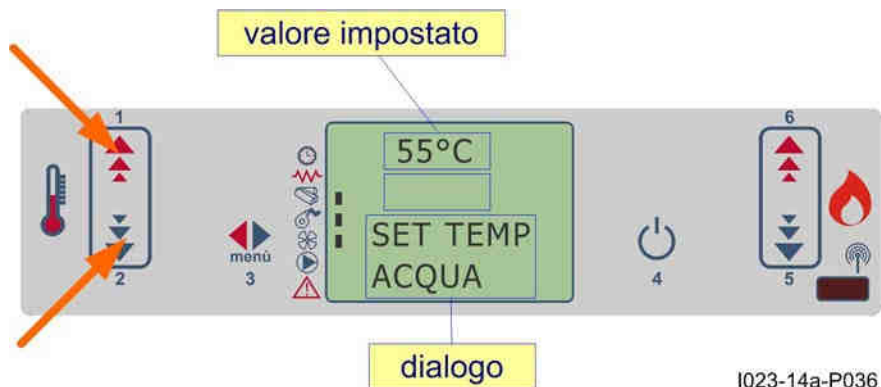 valore impostato
1
6
55°C
SET TEMP
ACQUA
menù
2
3
4
5
dialogo
I023-14a-P036